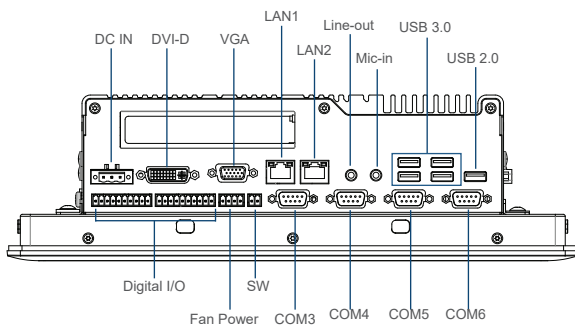 LAN1
Line-out
USB 3.0
DC IN
DVI-D
VGA
LAN2
Mic-in
USB 2.0
Digital I/O
SW
Fan Power
COM3
COM4
COM5
COM6